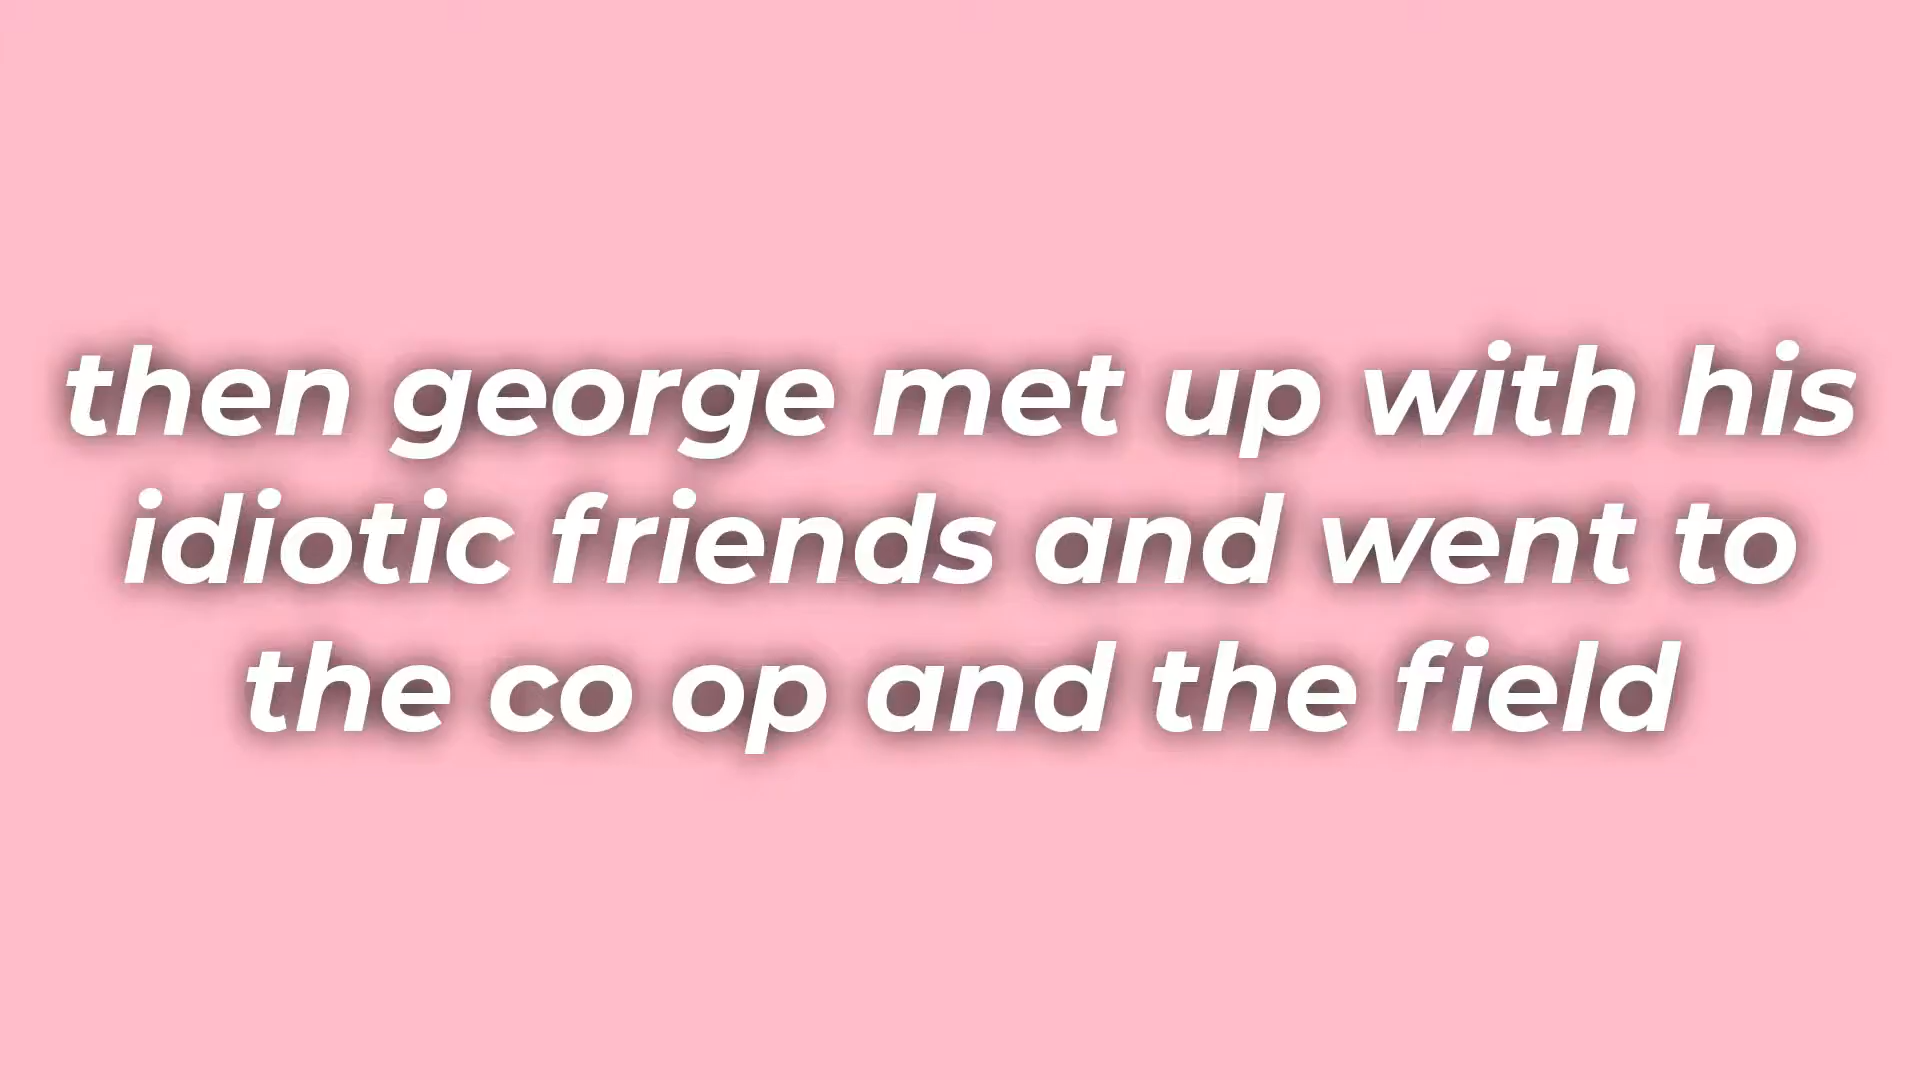 then george met up with his
idiotic friends and went to
the co op and the field